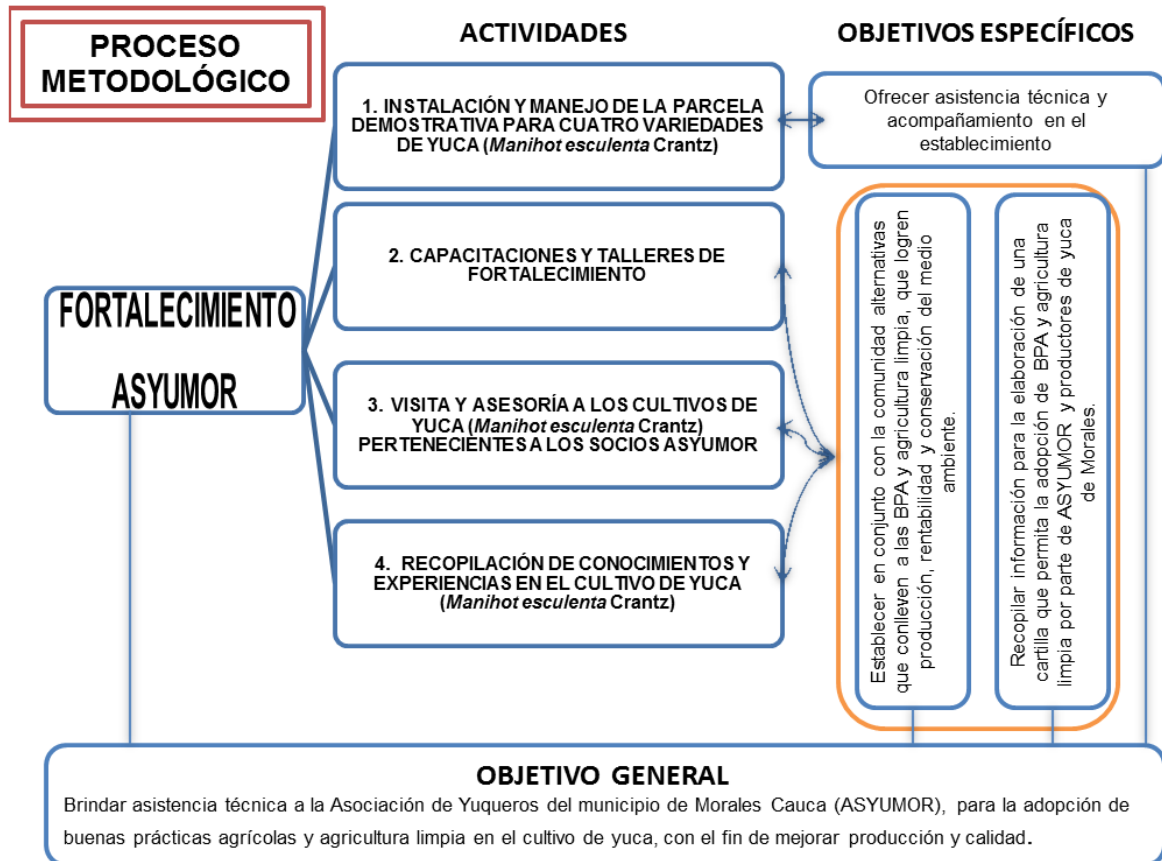 PROCESO
METODOLÓGICO
ACTIVIDADES
OBJETIVOS ESPECÍFICOS
1. INSTALACIÓN Y MANEJO DE LA PARCELA
DEMOSTRATIVA PARA CUATRO VARIEDADES
DE YUCA (Manihot esculenta Crantz)
Ofrecer asistencia técnica y
acompañamiento en el
establecimiento
2. CAPACITACIONES Y TALLERES DE
FORTALECIMIENTO
FORTALECIMIENTO
ASYUMOR
3. VISITA Y ASESORÍA A LOS CULTIVOS DE
YUCA (Manihot esculenta Crantz)
PERTENECIENTES A LOS SOCIOS ASYUMOR
4. RECOPILACIÓN DE CONOCIMIENTOS Y
EXPERIENCIAS EN EL CULTIVO DE YUCA
(Manihot esculenta Crantz)
Establecer en conjunto con la comunidad alternativas
que conlleven a las BPA y agricultura limpia, que logren
producción, rentabilidad y conservación del medio
ambiente.
Recopilar información para la elaboración de una
cartilla que permita la adopción de BPA y agricultura
limpia por parte de ASYUMOR y productores de yuca
de Morales.
OBJETIVO GENERAL
Brindar asistencia técnica a la Asociación de Yuqueros del municipio de Morales Cauca (ASYUMOR), para la adopción de
buenas prácticas agrícolas y agricultura limpia en el cultivo de yuca, con el fin de mejorar producción y calidad.